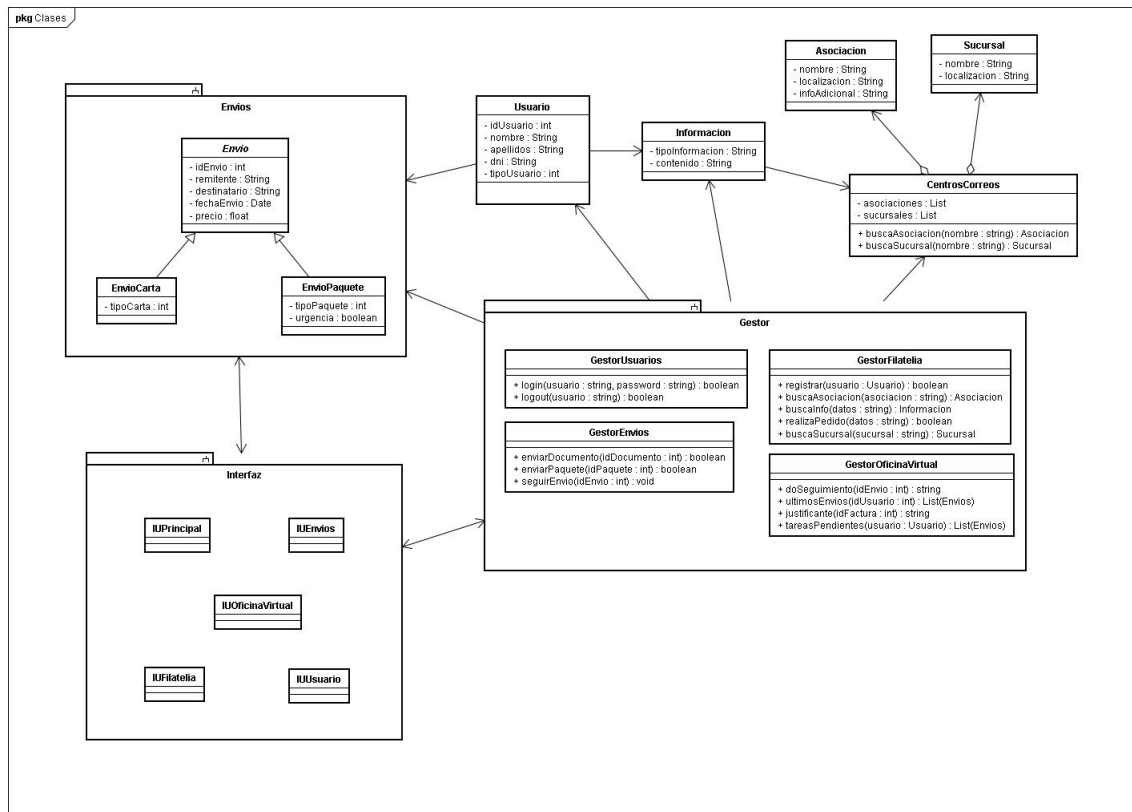 pkg Clases
Asociacion
- nombre : String
- localizacion : String
- infoAdicional : String
Sucursal
- nombre : String
- localizacion : String
Envios
Envio
- idEnvio : int
- remitente : String
- destinatario : String
- fechaEnvio : Date
- precio : float
EnvioCarta
- tipoCarta : int
EnvioPaquete
- tipoPaquete : int
- urgencia : boolean
Usuario
- idUsuario : int
- nombre : String
- apellidos : String
- dni : String
- tipoUsuario : int
Informacion
- tipoInformacion : String
- contenido : String
CentrosCorreos
- asociaciones : List
- sucursales : List
+ buscaAsociacion(nombre : string) : Asociacion
+ buscaSucursal(nombre : string) : Sucursal
Gestor
GestorUsuarios
+ login(usuario : string, password : string) : boolean
+ logout(usuario : string) : boolean
GestorEnvios
+ enviarDocumento(idDocumento : int) : boolean
+ enviarPaquete(idPaquete : int) : boolean
+ seguirEnvio(idEnvio : int) : void
GestorFilatelia
+ registrar(usuario : Usuario) : boolean
+ buscaAsociacion(asociacion : string) : Asociacion
+ buscaInfo(datos : string) : Informacion
+ realizaPedido(datos : string) : boolean
+ buscaSucursal(sucursal : string) : Sucursal
GestorOficinaVirtual
+ doSeguimiento(idEnvio : int) : string
+ ultimosEnvios(idUsuario : int) : List(Envios)
+ justificante(idFactura : int) : string
+ tareasPendientes(usuario : Usuario) : List(Envios)
Interfaz
IUPrincipal
IUEnvios
IUOficinaVirtual
IUFilatelia
IUUsuario